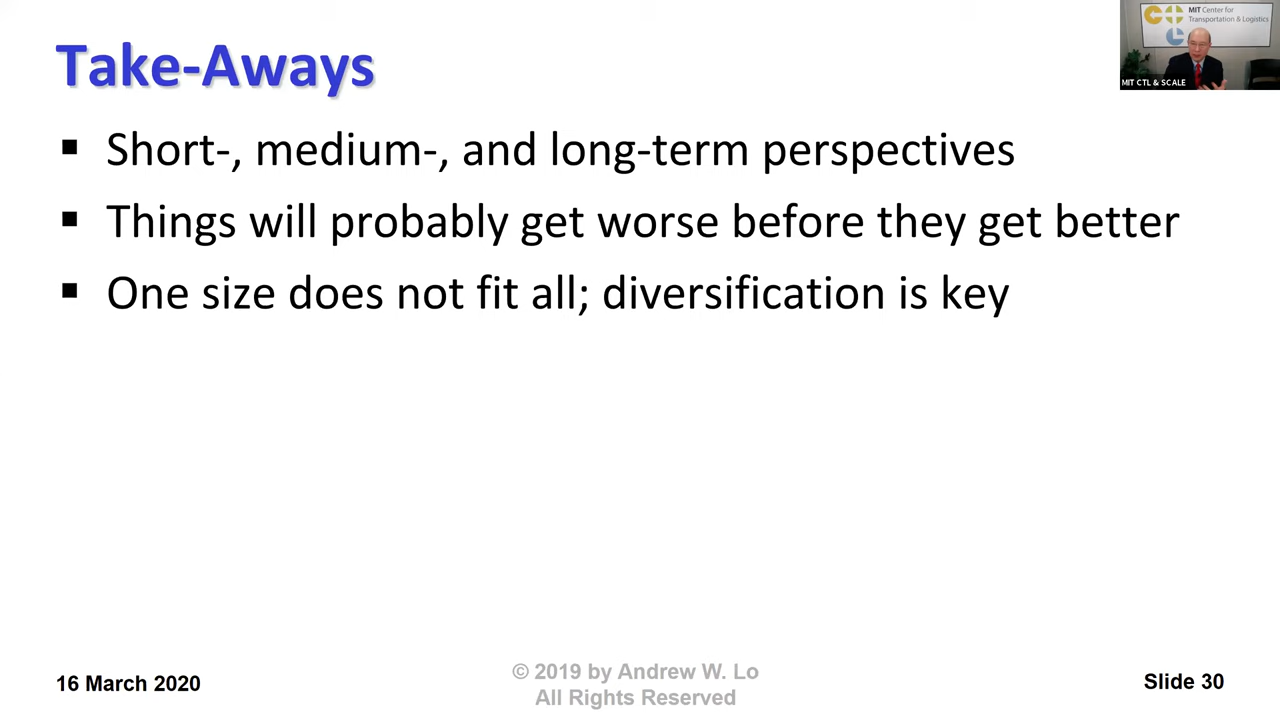 Take-Aways
MIT Center for
Transportation & Logistics
MIT CTL & SCALE
▪ Short-, medium-, and long-term perspectives
▪ Things will probably get worse before they get better
▪ One size does not fit all; diversification is key
16 March 2020
© 2019 by Andrew W. Lo
All Rights Reserved
Slide 30